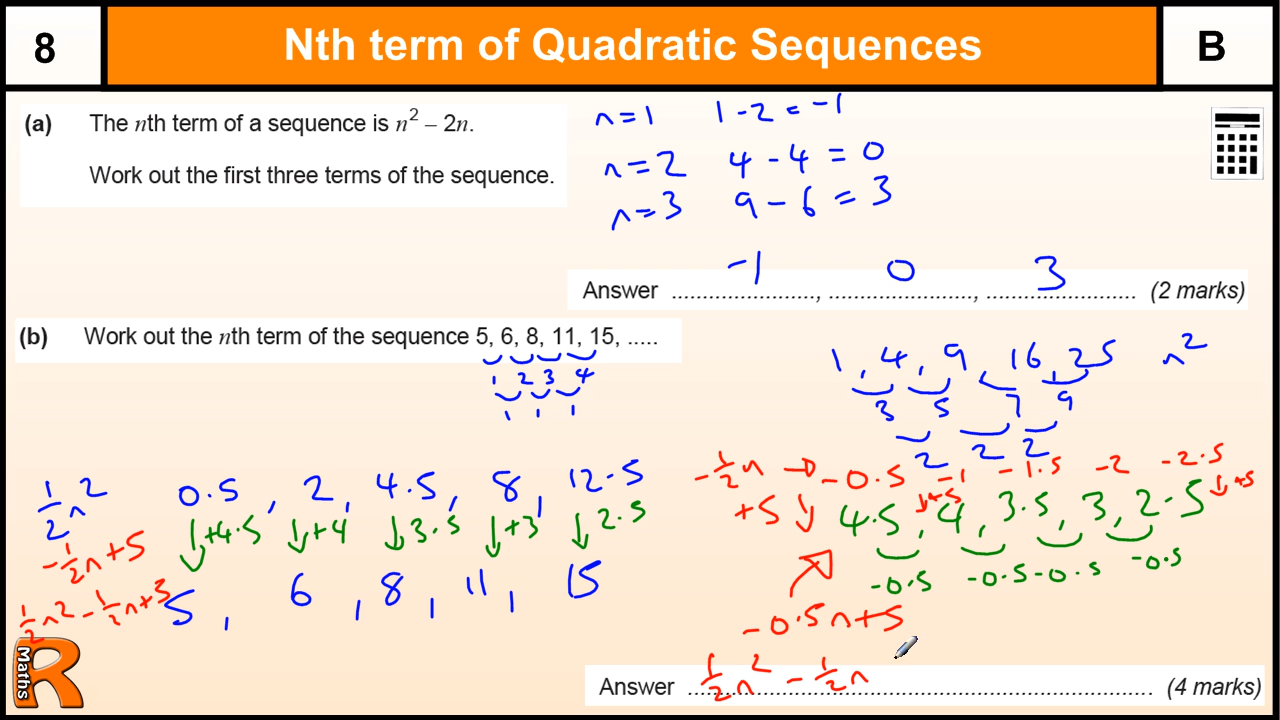 8 Nth term of Quadratic Sequences B
(a) The nth term of a sequence is n² – 2n.
Work out the first three terms of the sequence.
n=1 1-2 = -1
n=2 4-4 = 0
n=3 9-6 = 3
-1 0 3
Answer ......................, ......................, ....................... (2 marks)
(b) Work out the nth term of the sequence 5, 6, 8, 11, 15, .....
1 2 3 4
1 1 1
1, 4, 9, 16, 25 n²
3 5 7 9
2 2 2
½n² 0.5, 2, 4.5, 8, 12.5
↓+4.5 ↓+4 ↓3.5 ↓+3 ↓2.5
-½n+5
½n²-½n+3 5, 6, 8, 11, 15
-½n → -0.5 -1 -1.5 -2 -2.5
+5 ↓ ↓+5 ↓+5
4.5, 4, 3.5, 3, 2.5
-0.5 -0.5 -0.5 -0.5
-0.5n+5
½n² - ½n
Answer ...................................................................... (4 marks)
R Maths